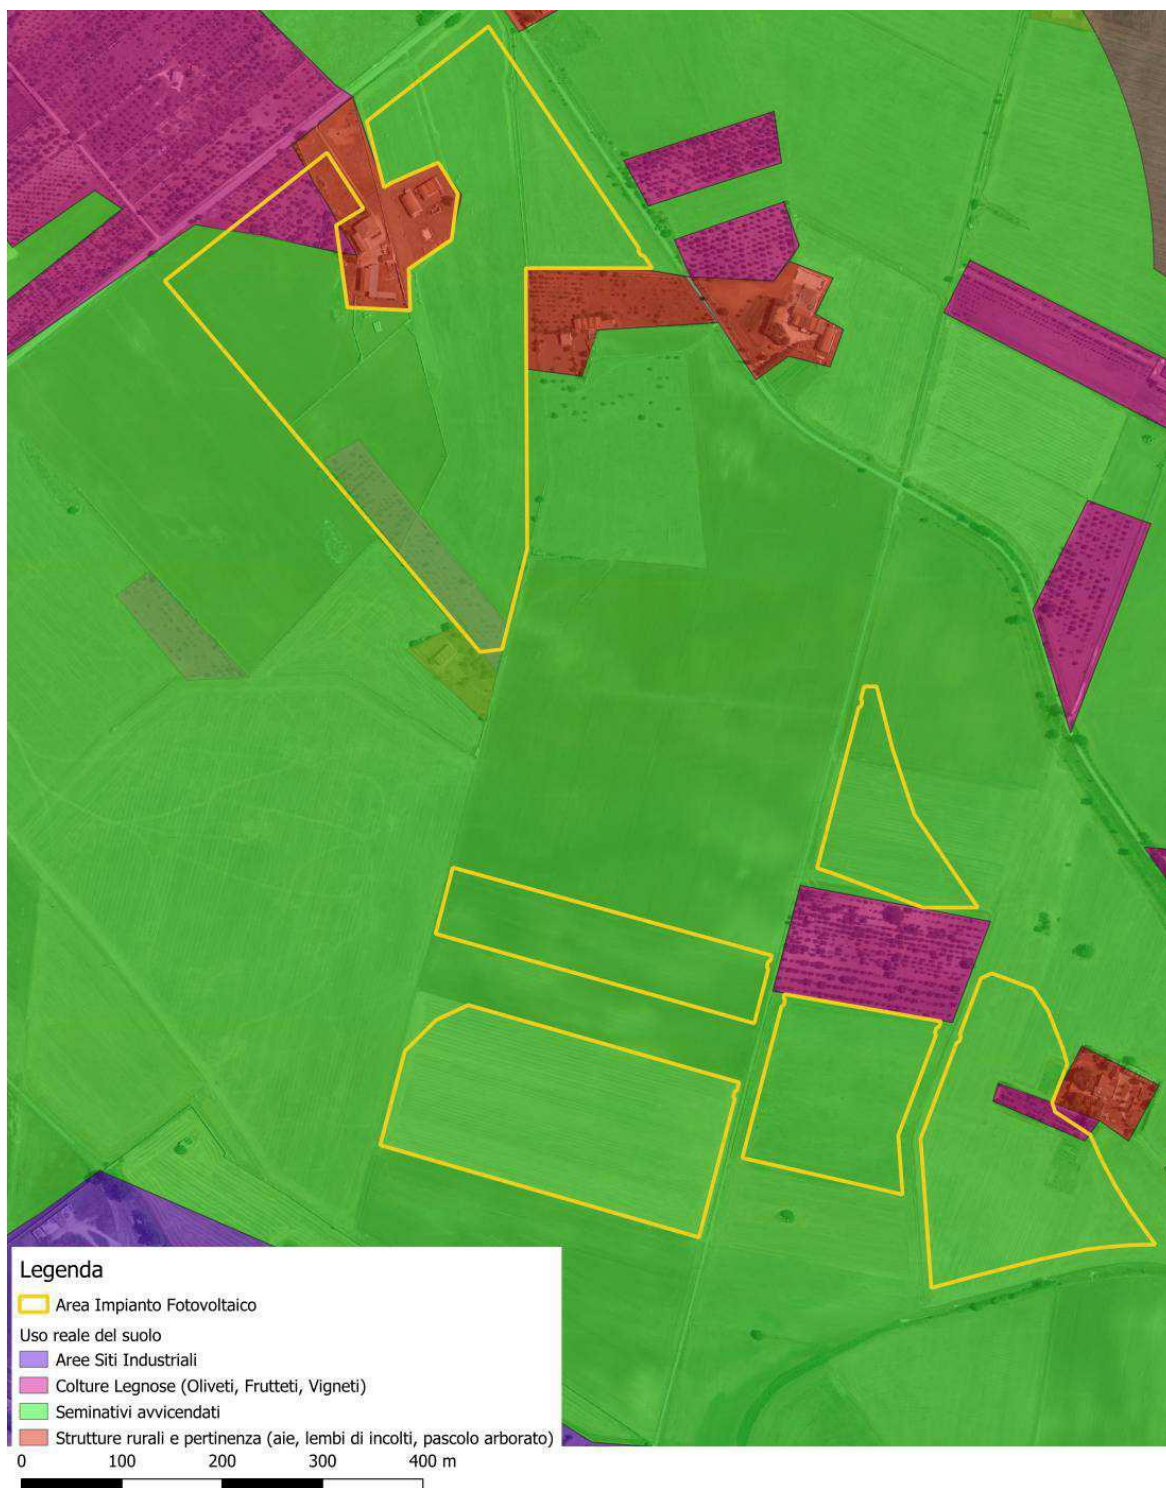 Legenda
Area Impianto Fotovoltaico
Uso reale del suolo
Aree Siti Industriali
Colture Legnose (Oliveti, Frutteti, Vigneti)
Seminativi avvicendati
Strutture rurali e pertinenza (aie, lembi di incolti, pascolo arborato)
0 100 200 300 400 m